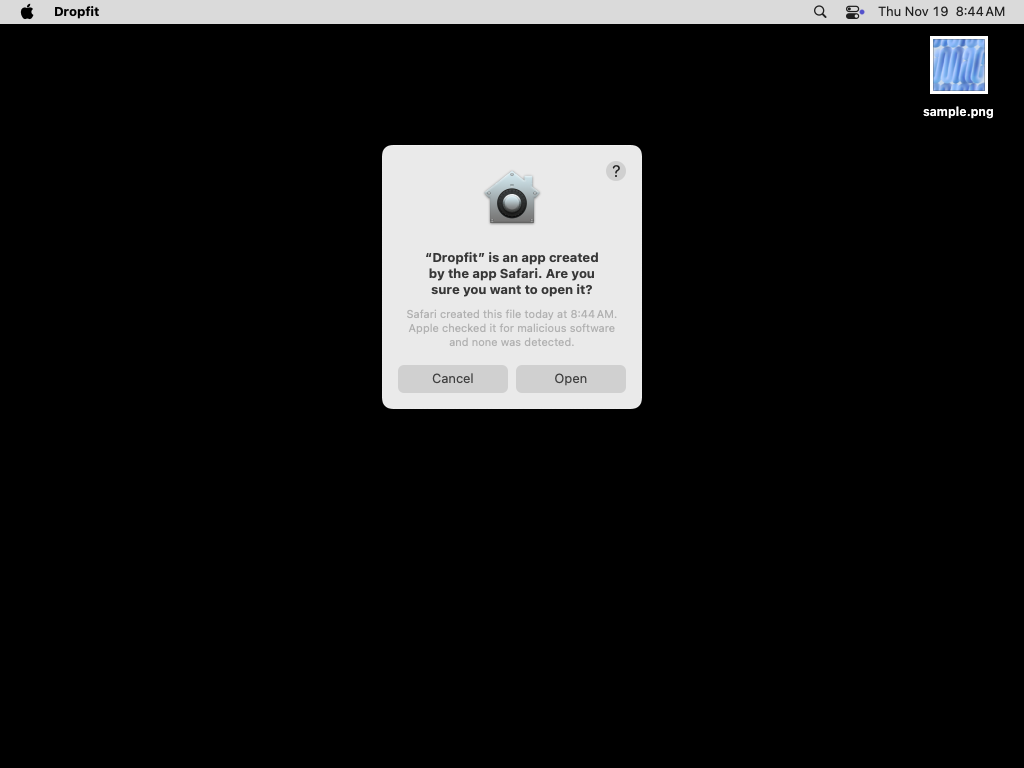 Dropfit
Thu Nov 19 8:44 AM
sample.png
?
“Dropfit” is an app created
by the app Safari. Are you
sure you want to open it?
Safari created this file today at 8:44 AM.
Apple checked it for malicious software
and none was detected.
Cancel
Open